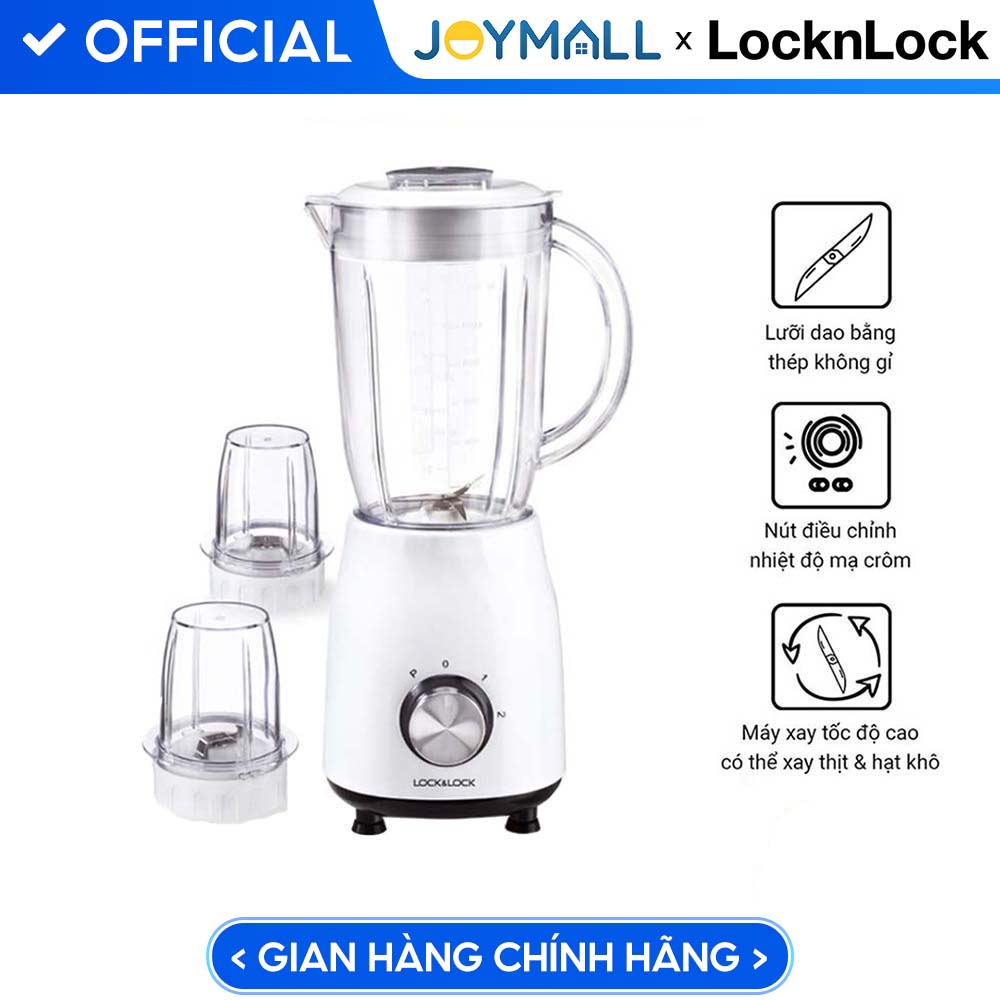 OFFICIAL
JOYMALL x LocknLock
Lưỡi dao bằng
thép không gỉ
Nút điều chỉnh
nhiệt độ mạ crôm
Máy xay tốc độ cao
có thể xay thịt & hạt khô
P 0 1 2
LOCK&LOCK
< GIAN HÀNG CHÍNH HÃNG >